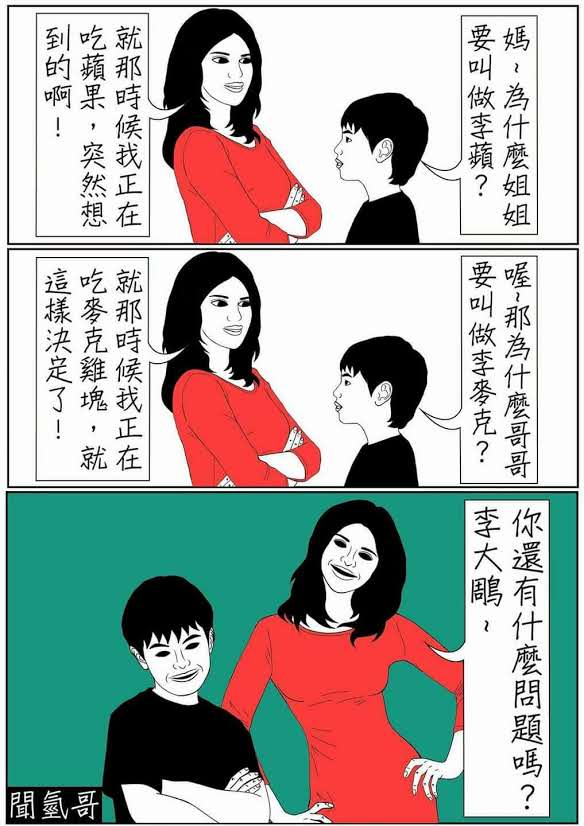 媽~為什麼姐姐
要叫做李蘋？
就那時候我正在
吃蘋果，突然想
到的啊！
喔~那為什麼哥哥
要叫做李麥克？
就那時候我正在
吃麥克雞塊，就
這樣決定了！
你還有什麼問題嗎？
李大鵰~
聞氫哥